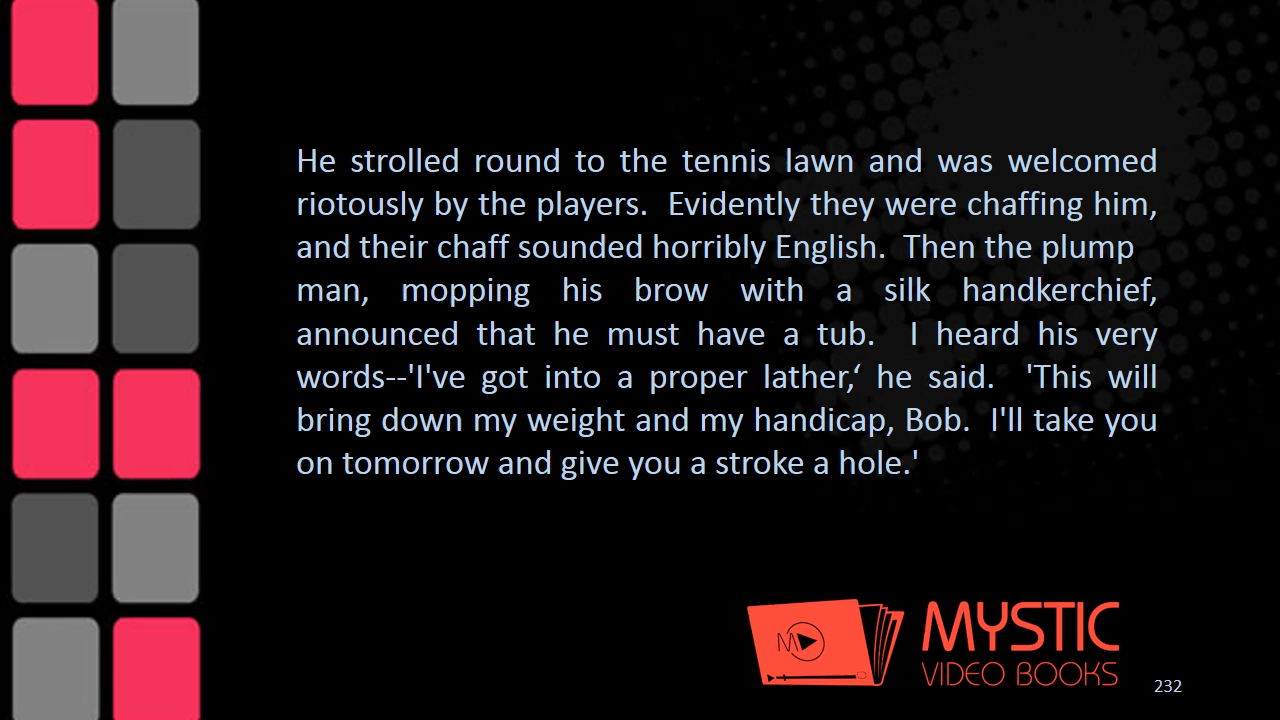 He strolled round to the tennis lawn and was welcomed
riotously by the players.  Evidently they were chaffing him,
and their chaff sounded horribly English.  Then the plump
man, mopping his brow with a silk handkerchief,
announced that he must have a tub.  I heard his very
words--'I've got into a proper lather,‘ he said.  'This will
bring down my weight and my handicap, Bob.  I'll take you
on tomorrow and give you a stroke a hole.'
M
MYSTIC
VIDEO BOOKS
232